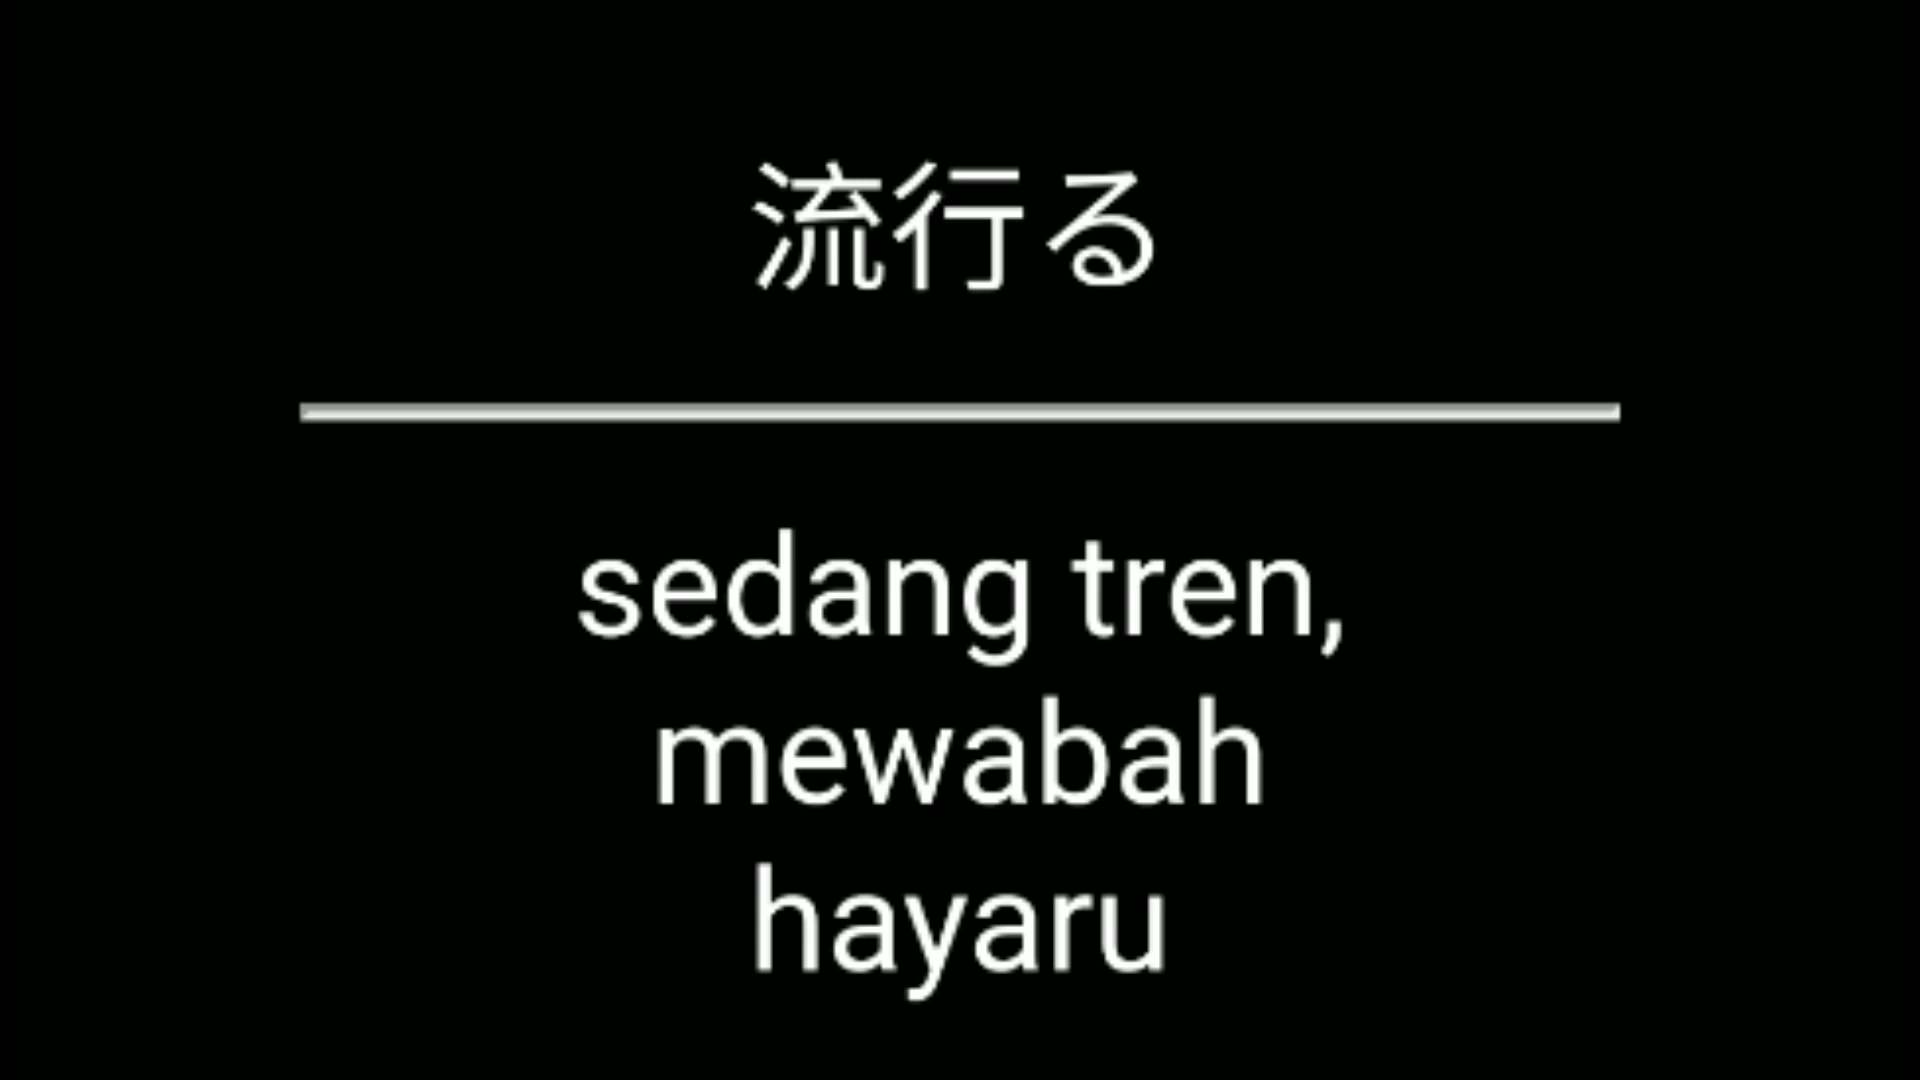 流行る
sedang tren,
mewabah
hayaru